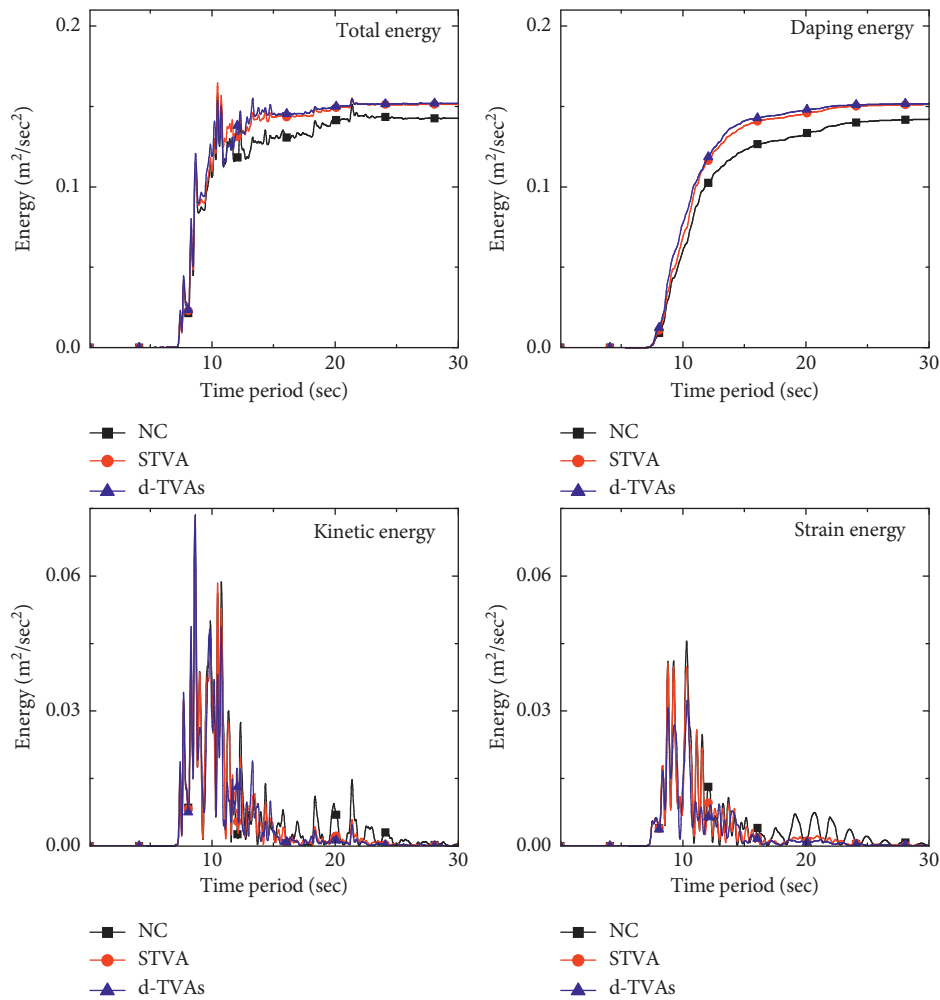 Total energy
0.2
0.1
0.0
Energy (m²/sec²)
10
20
30
Time period (sec)
NC
STVA
d-TVAs
Daping energy
0.2
0.1
0.0
Energy (m²/sec²)
10
20
30
Time period (sec)
NC
STVA
d-TVAs
Kinetic energy
0.06
0.03
0.00
Energy (m²/sec²)
10
20
30
Time period (sec)
NC
STVA
d-TVAs
Strain energy
0.06
0.03
0.00
Energy (m²/sec²)
10
20
30
Time period (sec)
NC
STVA
d-TVAs